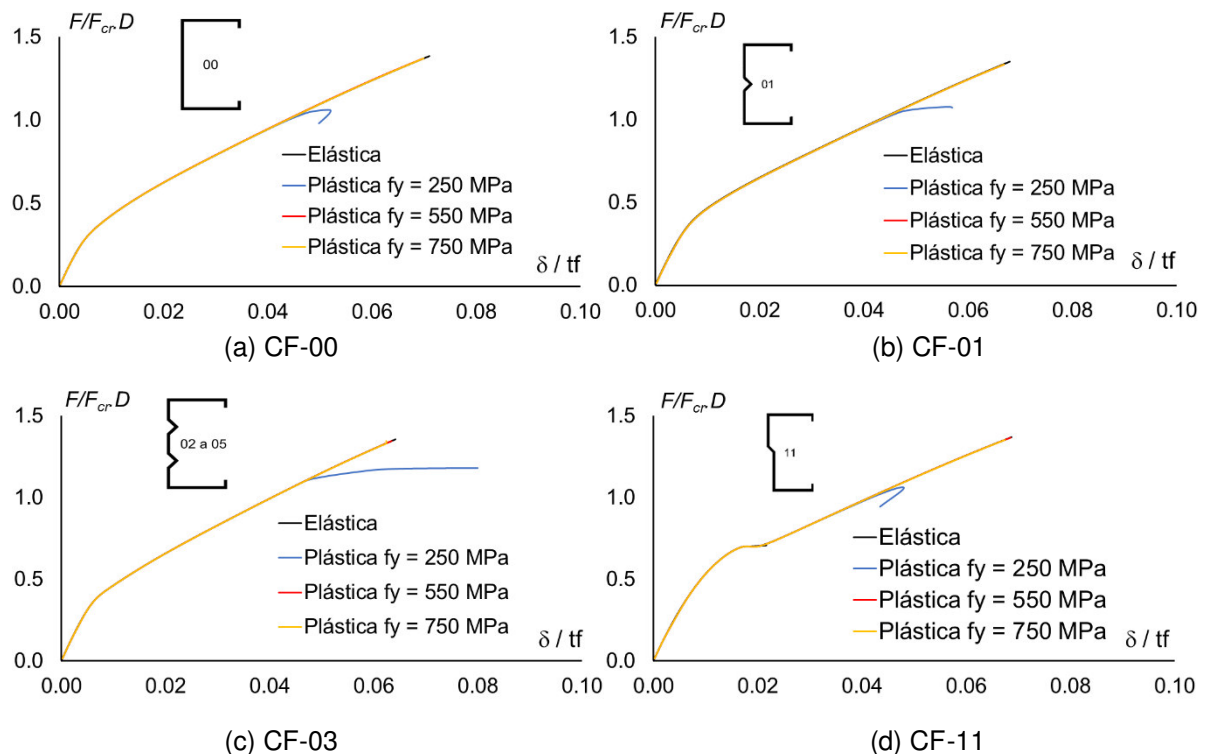 F/Fcr.D
1.5
1.0
0.5
0.0
00
Elástica
Plástica fy = 250 MPa
Plástica fy = 550 MPa
Plástica fy = 750 MPa
δ / tf
0.00 0.02 0.04 0.06 0.08 0.10
(a) CF-00
F/Fcr.D
1.5
1.0
0.5
0.0
01
Elástica
Plástica fy = 250 MPa
Plástica fy = 550 MPa
Plástica fy = 750 MPa
δ / tf
0.00 0.02 0.04 0.06 0.08 0.10
(b) CF-01
F/Fcr.D
1.5
1.0
0.5
0.0
02 a 05
Elástica
Plástica fy = 250 MPa
Plástica fy = 550 MPa
Plástica fy = 750 MPa
δ / tf
0.00 0.02 0.04 0.06 0.08 0.10
(c) CF-03
F/Fcr.D
1.5
1.0
0.5
0.0
11
Elástica
Plástica fy = 250 MPa
Plástica fy = 550 MPa
Plástica fy = 750 MPa
δ / tf
0.00 0.02 0.04 0.06 0.08 0.10
(d) CF-11